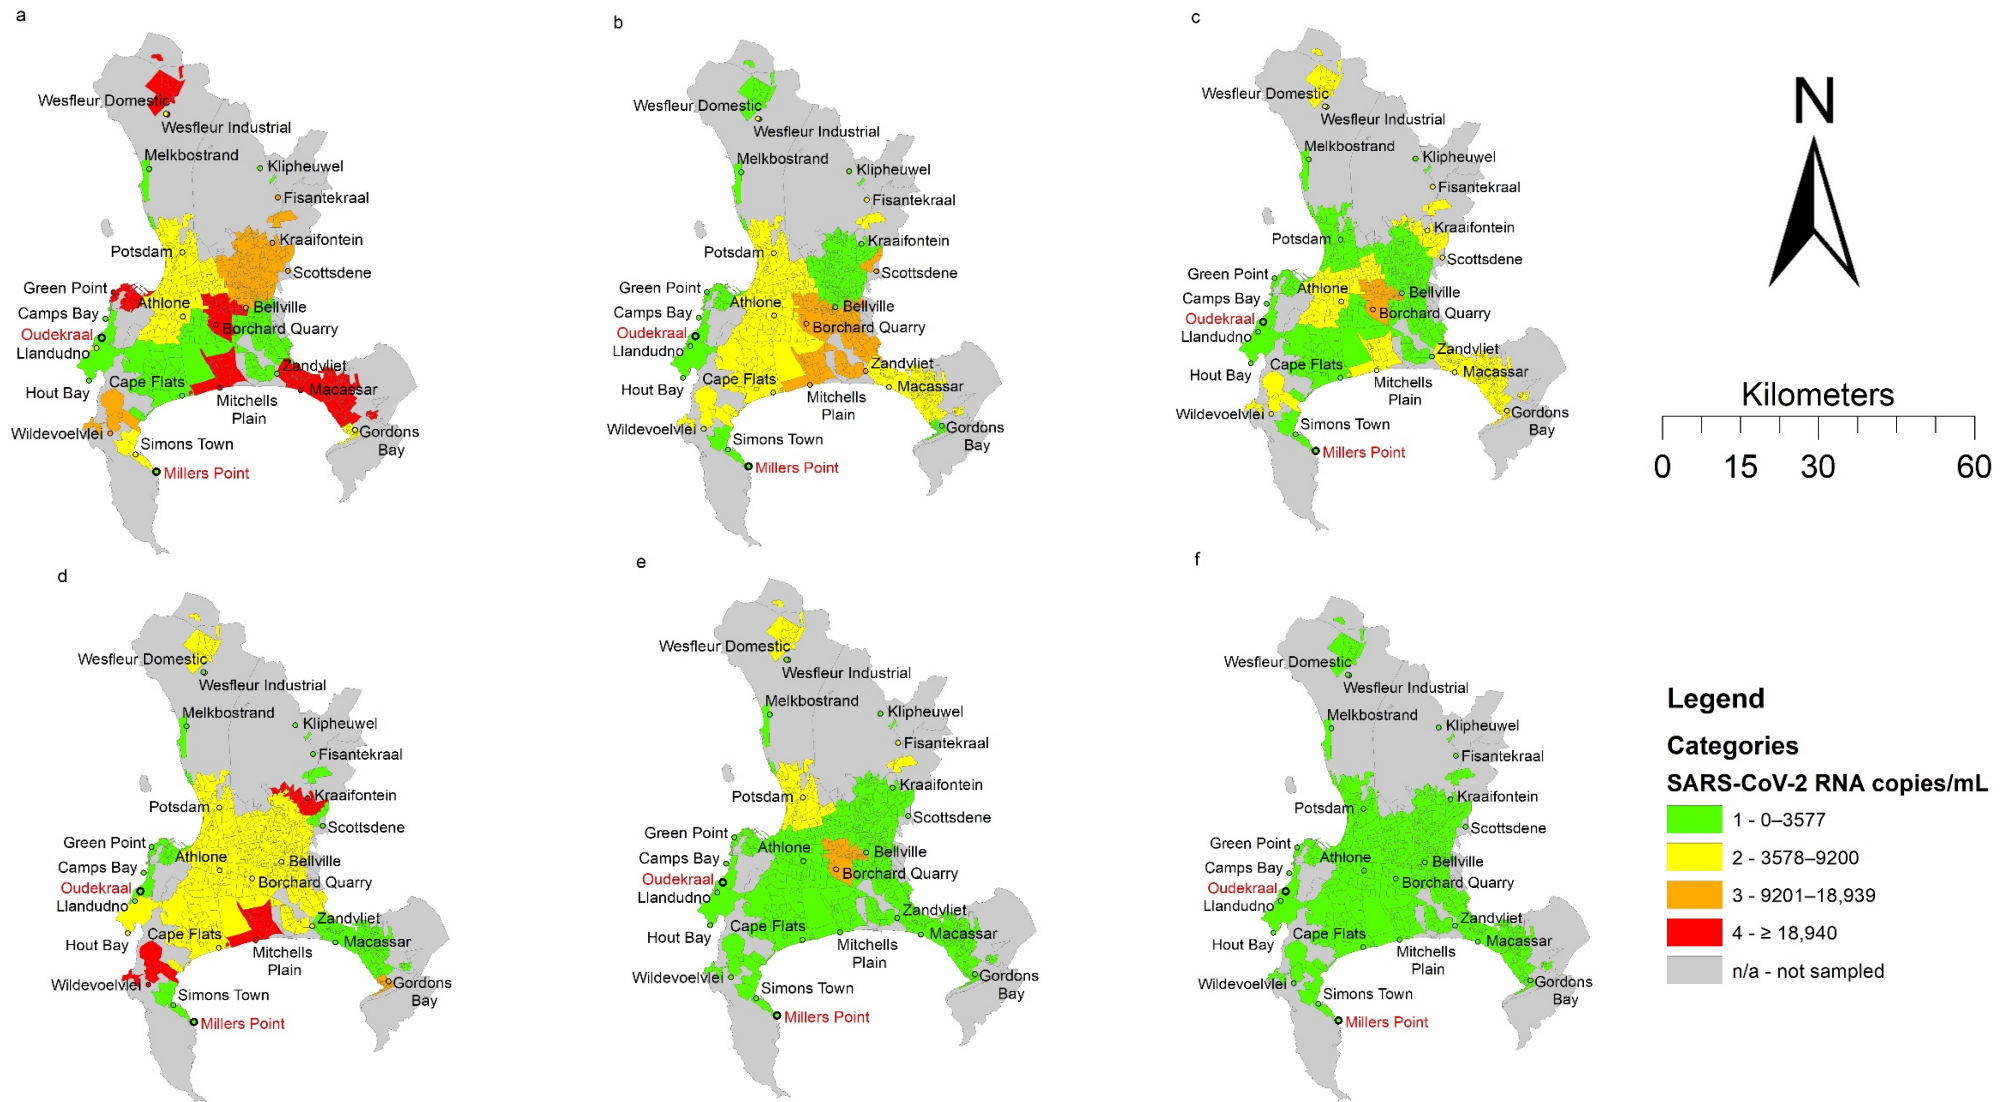 a
Wesfleur Domestic
Wesfleur Industrial
Melkbostrand
Klipheuwel
Fisantekraal
Kraaifontein
Potsdam
Scottsdene
Green Point
Athlone
Camps Bay
Bellville
Oudekraal
Borchard Quarry
Llandudno
Zandvliet
Cape Flats
Macassar
Hout Bay
Mitchells
Plain
Wildevoelvlei
Simons Town
Gordons
Bay
Millers Point
b
Wesfleur Domestic
Wesfleur Industrial
Melkbostrand
Klipheuwel
Fisantekraal
Kraaifontein
Potsdam
Scottsdene
Green Point
Athlone
Camps Bay
Bellville
Oudekraal
Borchard Quarry
Llandudno
Zandvliet
Cape Flats
Macassar
Hout Bay
Mitchells
Plain
Wildevoelvlei
Simons Town
Gordons
Bay
Millers Point
c
Wesfleur Domestic
Wesfleur Industrial
Melkbostrand
Klipheuwel
Fisantekraal
Kraaifontein
Potsdam
Scottsdene
Green Point
Athlone
Camps Bay
Bellville
Oudekraal
Borchard Quarry
Llandudno
Zandvliet
Cape Flats
Macassar
Hout Bay
Mitchells
Plain
Wildevoelvlei
Simons Town
Gordons
Bay
Millers Point
N
Kilometers
0 15 30 60
d
Wesfleur Domestic
Wesfleur Industrial
Melkbostrand
Klipheuwel
Fisantekraal
Kraaifontein
Potsdam
Scottsdene
Green Point
Athlone
Camps Bay
Bellville
Oudekraal
Borchard Quarry
Llandudno
Zandvliet
Cape Flats
Macassar
Hout Bay
Mitchells
Plain
Wildevoelvlei
Simons Town
Gordons
Bay
Millers Point
e
Wesfleur Domestic
Wesfleur Industrial
Melkbostrand
Klipheuwel
Fisantekraal
Kraaifontein
Potsdam
Scottsdene
Green Point
Athlone
Camps Bay
Bellville
Oudekraal
Borchard Quarry
Llandudno
Zandvliet
Cape Flats
Macassar
Hout Bay
Mitchells
Plain
Wildevoelvlei
Simons Town
Gordons
Bay
Millers Point
f
Wesfleur Domestic
Wesfleur Industrial
Melkbostrand
Klipheuwel
Fisantekraal
Kraaifontein
Potsdam
Scottsdene
Green Point
Athlone
Camps Bay
Bellville
Oudekraal
Borchard Quarry
Llandudno
Zandvliet
Cape Flats
Macassar
Hout Bay
Mitchells
Plain
Wildevoelvlei
Simons Town
Gordons
Bay
Millers Point
Legend
Categories
SARS-CoV-2 RNA copies/mL
1 - 0–3577
2 - 3578–9200
3 - 9201–18,939
4 - ≥ 18,940
n/a - not sampled